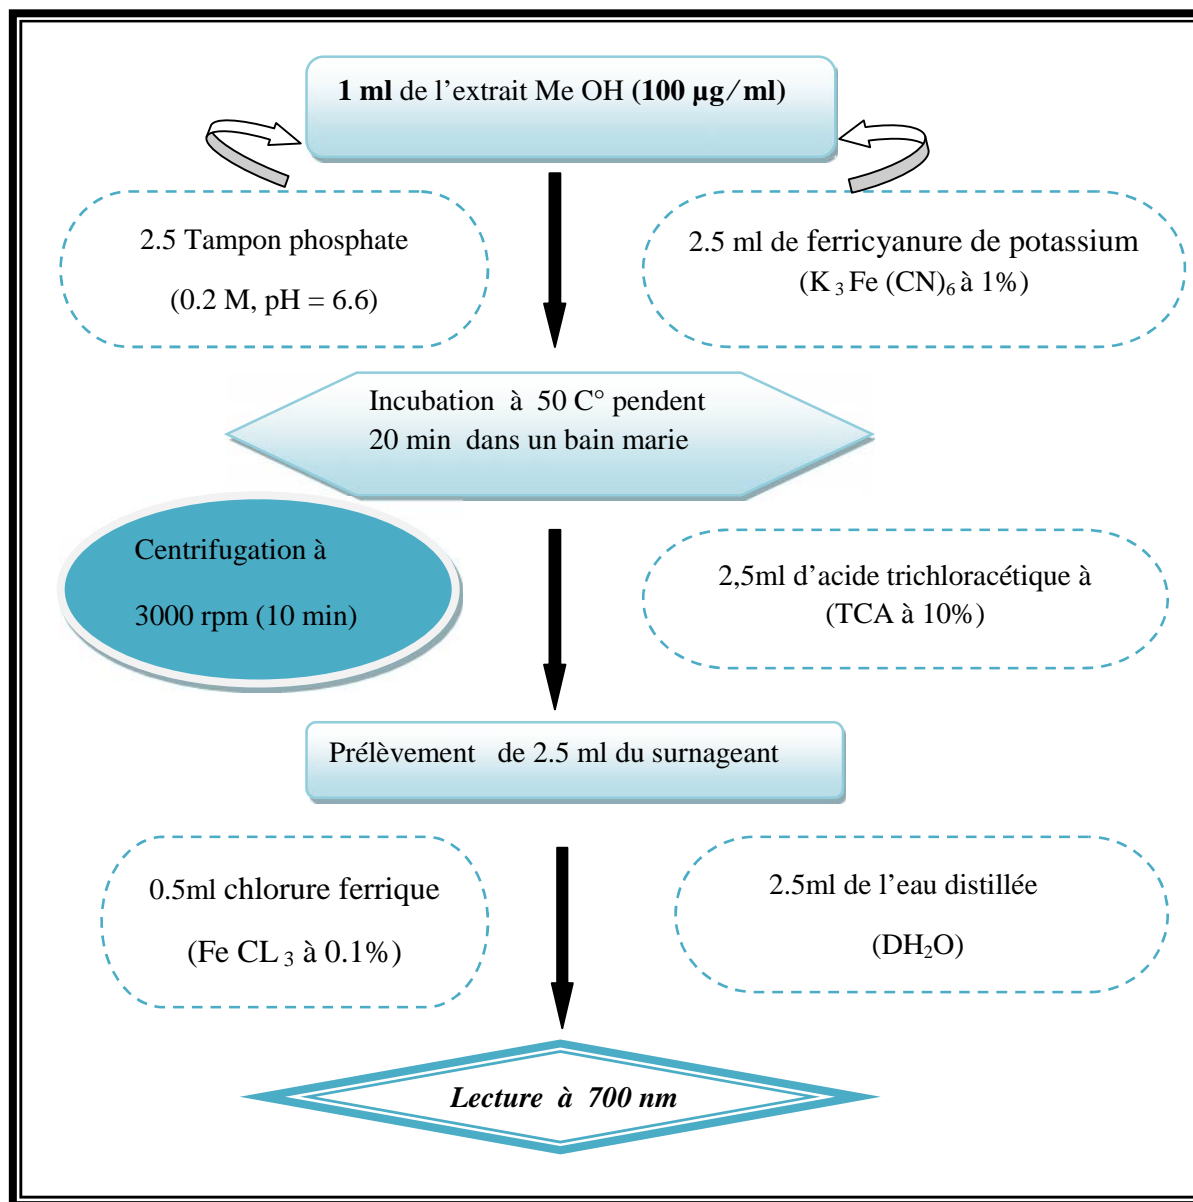 1 ml de l’extrait Me OH (100 µg ⁄ ml)
2.5 Tampon phosphate
(0.2 M, pH = 6.6)
2.5 ml de ferricyanure de potassium
(K 3 Fe (CN)6 à 1%)
Incubation à 50 C° pendent
20 min dans un bain marie
Centrifugation à
3000 rpm (10 min)
2,5ml d’acide trichloracétique à
(TCA à 10%)
Prélèvement de 2.5 ml du surnageant
0.5ml chlorure ferrique
(Fe CL 3 à 0.1%)
2.5ml de l’eau distillée
(DH2O)
Lecture à 700 nm